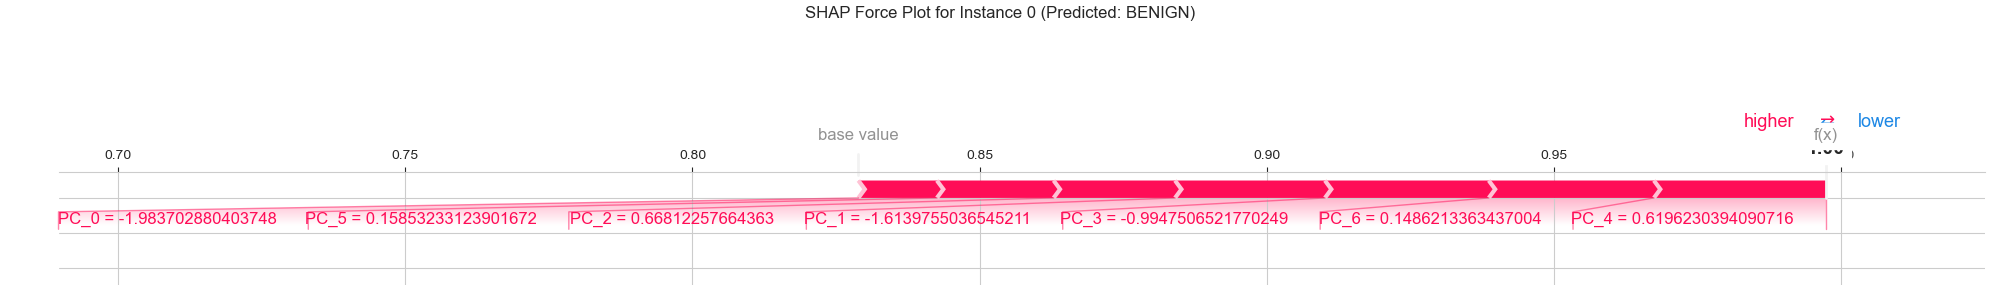 SHAP Force Plot for Instance 0 (Predicted: BENIGN)
higher lower
base value f(x)
0.70 0.75 0.80 0.85 0.90 0.95
PC_0 = -1.983702880403748 PC_5 = 0.15853233123901672 PC_2 = 0.66812257664363 PC_1 = -1.6139755036545211 PC_3 = -0.9947506521770249 PC_6 = 0.1486213363437004 PC_4 = 0.6196230394090716